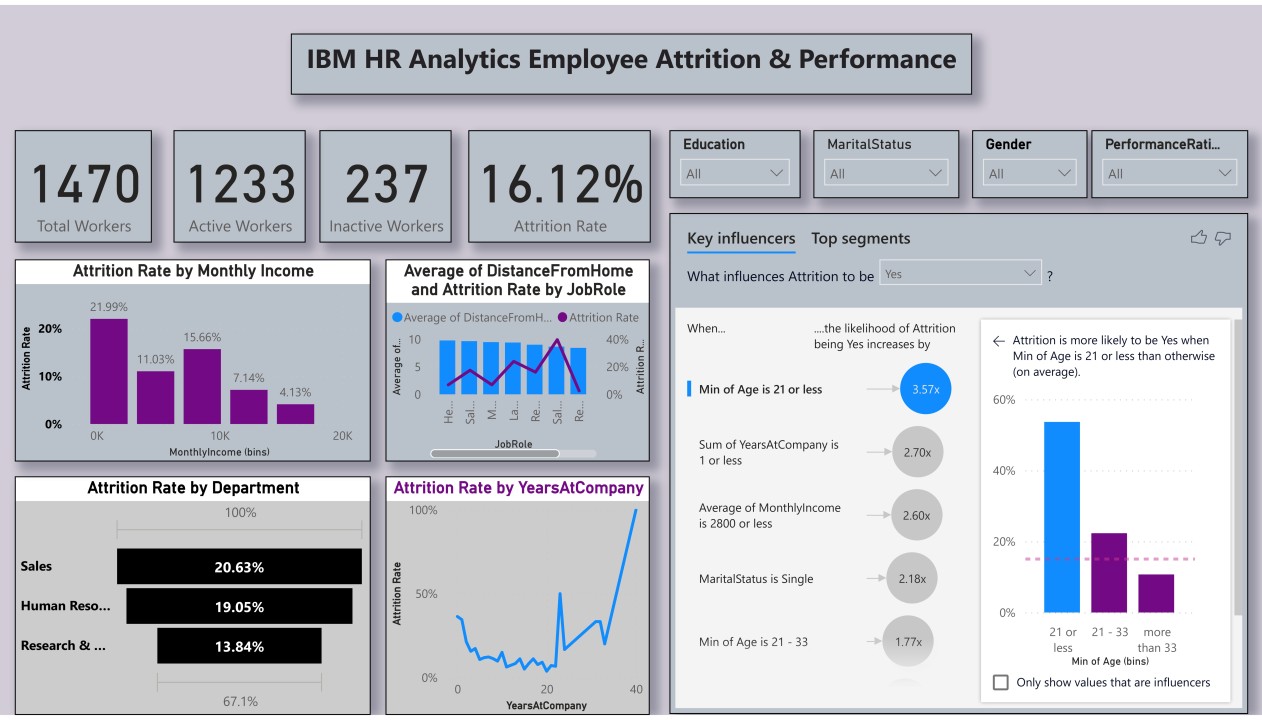 IBM HR Analytics Employee Attrition & Performance
1470
Total Workers
1233
Active Workers
237
Inactive Workers
16.12%
Attrition Rate
Education
All
MaritalStatus
All
Gender
All
PerformanceRati...
All
Attrition Rate by Monthly Income
Attrition Rate
20%
10%
0%
21.99%
11.03%
15.66%
7.14%
4.13%
0K
10K
20K
MonthlyIncome (bins)
Average of DistanceFromHome
and Attrition Rate by JobRole
Average of DistanceFromH...
Attrition Rate
Average of...
10
5
0
40%
20%
0%
Attrition R...
He...
Sal...
M...
La...
Re...
Sal...
Re...
JobRole
Attrition Rate by Department
100%
Sales
20.63%
Human Reso...
19.05%
Research & ...
13.84%
67.1%
Attrition Rate by YearsAtCompany
Attrition Rate
100%
50%
0%
0
20
40
YearsAtCompany
Key influencers
Top segments
What influences Attrition to be
Yes
?
When...
....the likelihood of Attrition
being Yes increases by
Min of Age is 21 or less
3.57x
Sum of YearsAtCompany is
1 or less
2.70x
Average of MonthlyIncome
is 2800 or less
2.60x
MaritalStatus is Single
2.18x
Min of Age is 21 - 33
1.77x
Attrition is more likely to be Yes when
Min of Age is 21 or less than otherwise
(on average).
60%
40%
20%
0%
21 or
less
21 - 33
more
than 33
Min of Age (bins)
Only show values that are influencers